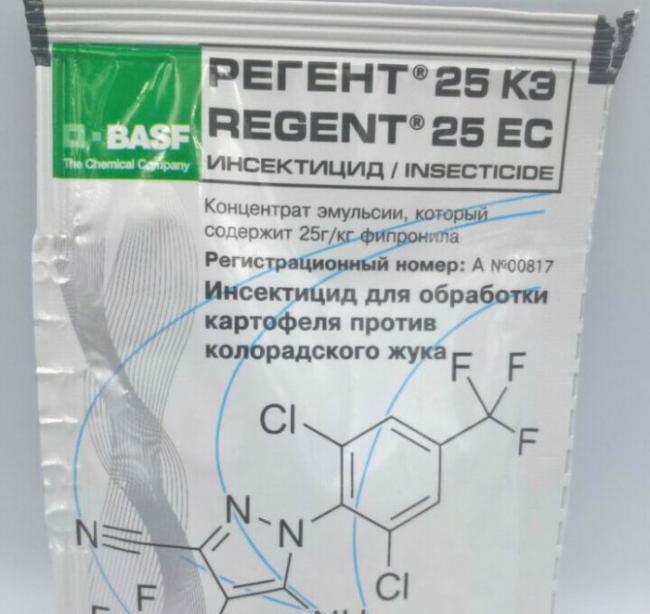 РЕГЕНТ® 25 КЭ
BASF
REGENT® 25 EC
The Chemical Company
ИНСЕКТИЦИД / INSECTICIDE
Концентрат эмульсии, который
содержит 25г/кг фипронила
Регистрационный номер: А №00817
Инсектицид для обработки
картофеля против
колорадского жука
F F
Cl F
N N
N
Cl
F